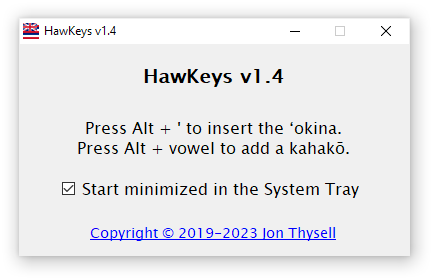 HawKeys v1.4
HawKeys v1.4
Press Alt + ' to insert the ʻokina.
Press Alt + vowel to add a kahakō.
Start minimized in the System Tray
Copyright © 2019-2023 Jon Thysell